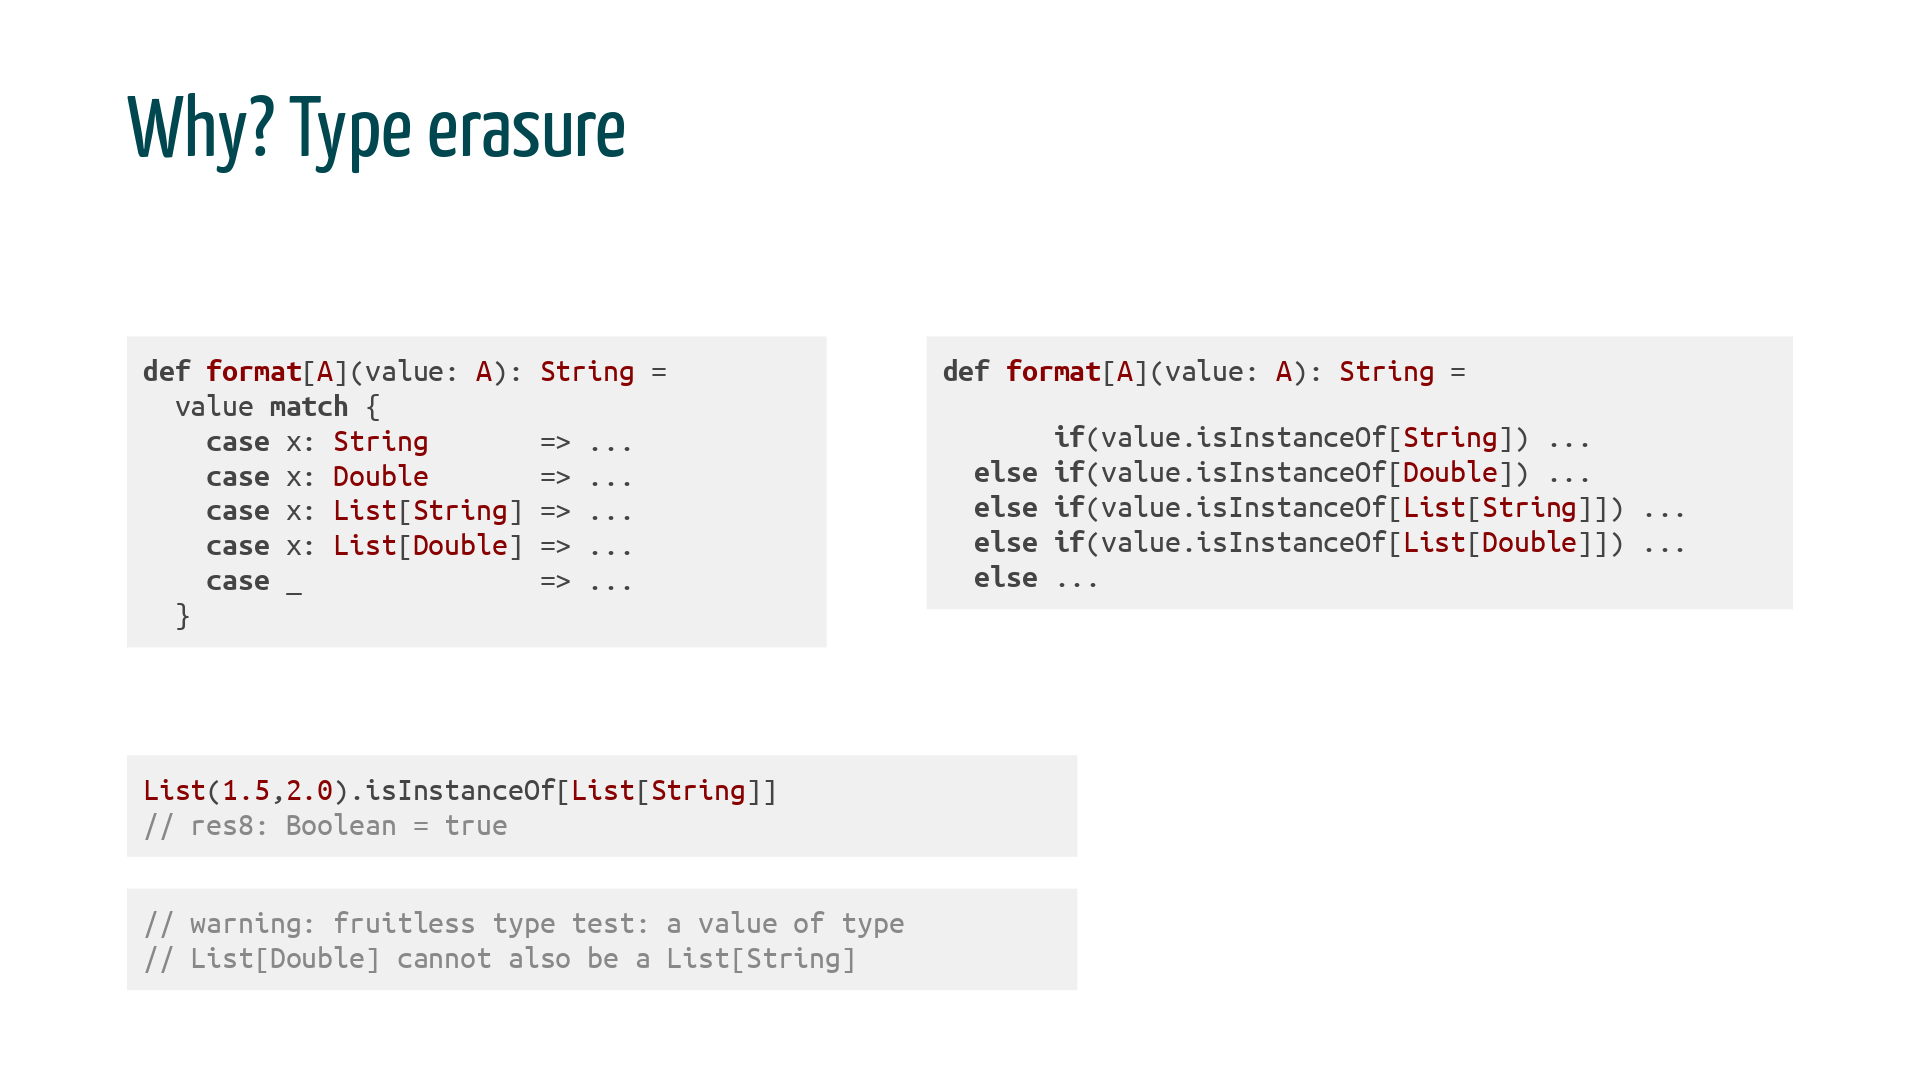 Why? Type erasure
def format[A](value: A): String =
  value match {
    case x: String       => ...
    case x: Double       => ...
    case x: List[String] => ...
    case x: List[Double] => ...
    case _               => ...
  }
def format[A](value: A): String =
       if(value.isInstanceOf[String]) ...
  else if(value.isInstanceOf[Double]) ...
  else if(value.isInstanceOf[List[String]]) ...
  else if(value.isInstanceOf[List[Double]]) ...
  else ...
List(1.5,2.0).isInstanceOf[List[String]]
// res8: Boolean = true
// warning: fruitless type test: a value of type
// List[Double] cannot also be a List[String]